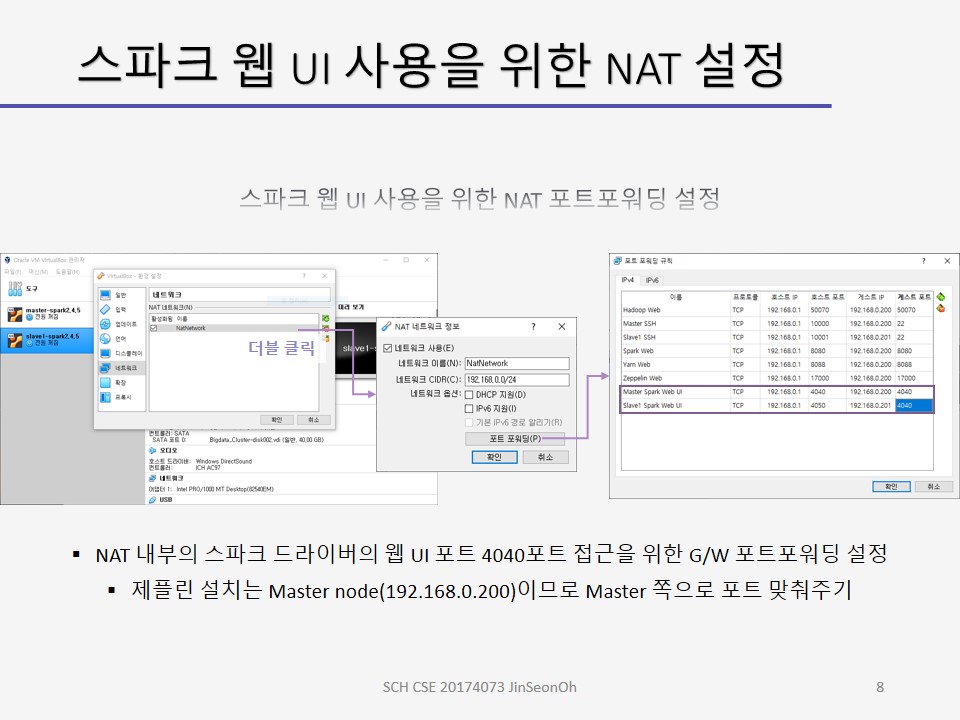 스파크 웹 UI 사용을 위한 NAT 설정
스파크 웹 UI 사용을 위한 NAT 포트포워딩 설정
Oracle VM VirtualBox 관리자
파일(F) 머신(M) 도움말(H)
도구
master-spark2,4,5
전원 꺼짐
slave1-spark2,4,5
전원 꺼짐
미리 보기
slave1-s
VirtualBox - 환경 설정
? ×
일반
입력
업데이트
언어
디스플레이
네트워크
확장
프록시
네트워크
NAT 네트워크(N)
활성화됨 이름
NatNetwork
확인 취소
더블 클릭
컨트롤러: SATA
SATA 포트 0: Bigdata_Cluster-disk002,vdi (일반, 40,00 GB)
오디오
호스트 드라이버: Windows DirectSound
컨트롤러: ICH AC97
네트워크
어댑터 1: Intel PRO/1000 MT Desktop(82540EM)
USB
NAT 네트워크 정보 ? ×
네트워크 사용(E)
네트워크 이름(N): NatNetwork
네트워크 CIDR(C): 192,168,0,0/24
네트워크 옵션: DHCP 지원(D)
IPv6 지원(I)
기본 IPv6 경로 알리기(R)
포트 포워딩(P)
확인 취소
포트 포워딩 규칙 ? ×
IPv4 IPv6
이름 프로토콜 호스트 IP 호스트 포트 게스트 IP 게스트 포트
Hadoop Web TCP 192,168,0,1 50070 192,168,0,200 50070
Master SSH TCP 192,168,0,1 10000 192,168,0,200 22
Slave1 SSH TCP 192,168,0,1 10001 192,168,0,201 22
Spark Web TCP 192,168,0,1 8080 192,168,0,200 8080
Yarn Web TCP 192,168,0,1 8088 192,168,0,200 8088
Zeppelin Web TCP 192,168,0,1 17000 192,168,0,200 17000
Master Spark Web UI TCP 192,168,0,1 4040 192,168,0,200 4040
Slave1 Spark Web UI TCP 192,168,0,1 4050 192,168,0,201 4040
확인 취소
▪ NAT 내부의 스파크 드라이버의 웹 UI 포트 4040포트 접근을 위한 G/W 포트포워딩 설정
▪ 제플린 설치는 Master node(192.168.0.200)이므로 Master 쪽으로 포트 맞춰주기
SCH CSE 20174073 JinSeonOh
8